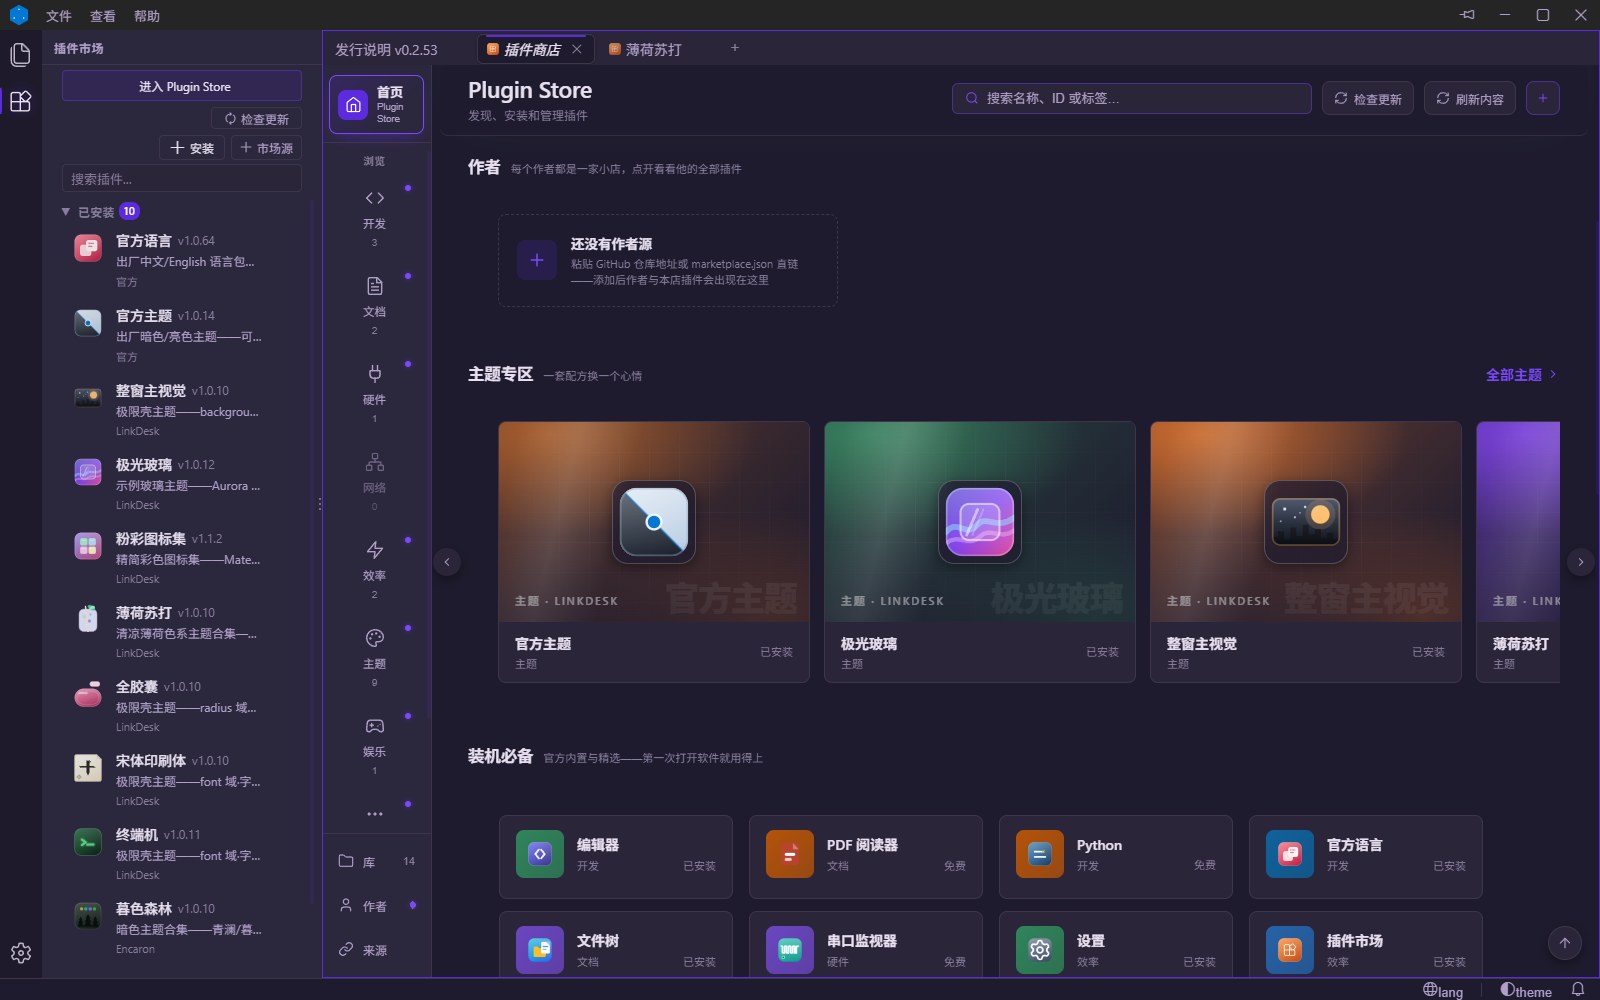 文件 查看 帮助
插件市场
进入 Plugin Store
检查更新
安装
市场源
搜索插件...
已安装 10
官方语言 v1.0.64
出厂中文/English 语言包...
官方
官方主题 v1.0.14
出厂暗色/亮色主题——可...
官方
整窗主视觉 v1.0.10
极限壳主题——backgrou...
LinkDesk
极光玻璃 v1.0.12
示例玻璃主题——Aurora ...
LinkDesk
粉彩图标集 v1.1.2
精简彩色图标集——Mate...
LinkDesk
薄荷苏打 v1.0.10
清凉薄荷色系主题合集—...
LinkDesk
全胶囊 v1.0.10
极限壳主题——radius 域...
LinkDesk
宋体印刷体 v1.0.10
极限壳主题——font 域·字...
LinkDesk
终端机 v1.0.11
极限壳主题——font 域·字...
LinkDesk
暮色森林 v1.0.10
暗色主题合集——青澜/暮...
Encaron
发行说明 v0.2.53
插件商店
薄荷苏打
首页
Plugin
Store
浏览
开发
3
文档
2
硬件
1
网络
0
效率
2
主题
9
娱乐
1
库 14
作者
来源
Plugin Store
发现、安装和管理插件
搜索名称、ID 或标签...
检查更新
刷新内容
作者 每个作者都是一家小店，点开看看他的全部插件
还没有作者源
粘贴 GitHub 仓库地址或 marketplace.json 直链
——添加后作者与本店插件会出现在这里
主题专区 一套配方换一个心情
全部主题
官方主题
主题 · LINKDESK
官方主题
主题
已安装
极光玻璃
主题 · LINKDESK
极光玻璃
主题
已安装
整窗主视觉
主题 · LINKDESK
整窗主视觉
主题
已安装
主题 · LINK
薄荷苏打
主题
装机必备 官方内置与精选——第一次打开软件就用得上
编辑器
开发 已安装
PDF 阅读器
文档 免费
Python
开发 免费
官方语言
开发 已安装
文件树
文档 已安装
串口监视器
硬件 免费
设置
效率 已安装
插件市场
效率 已安装
lang
theme